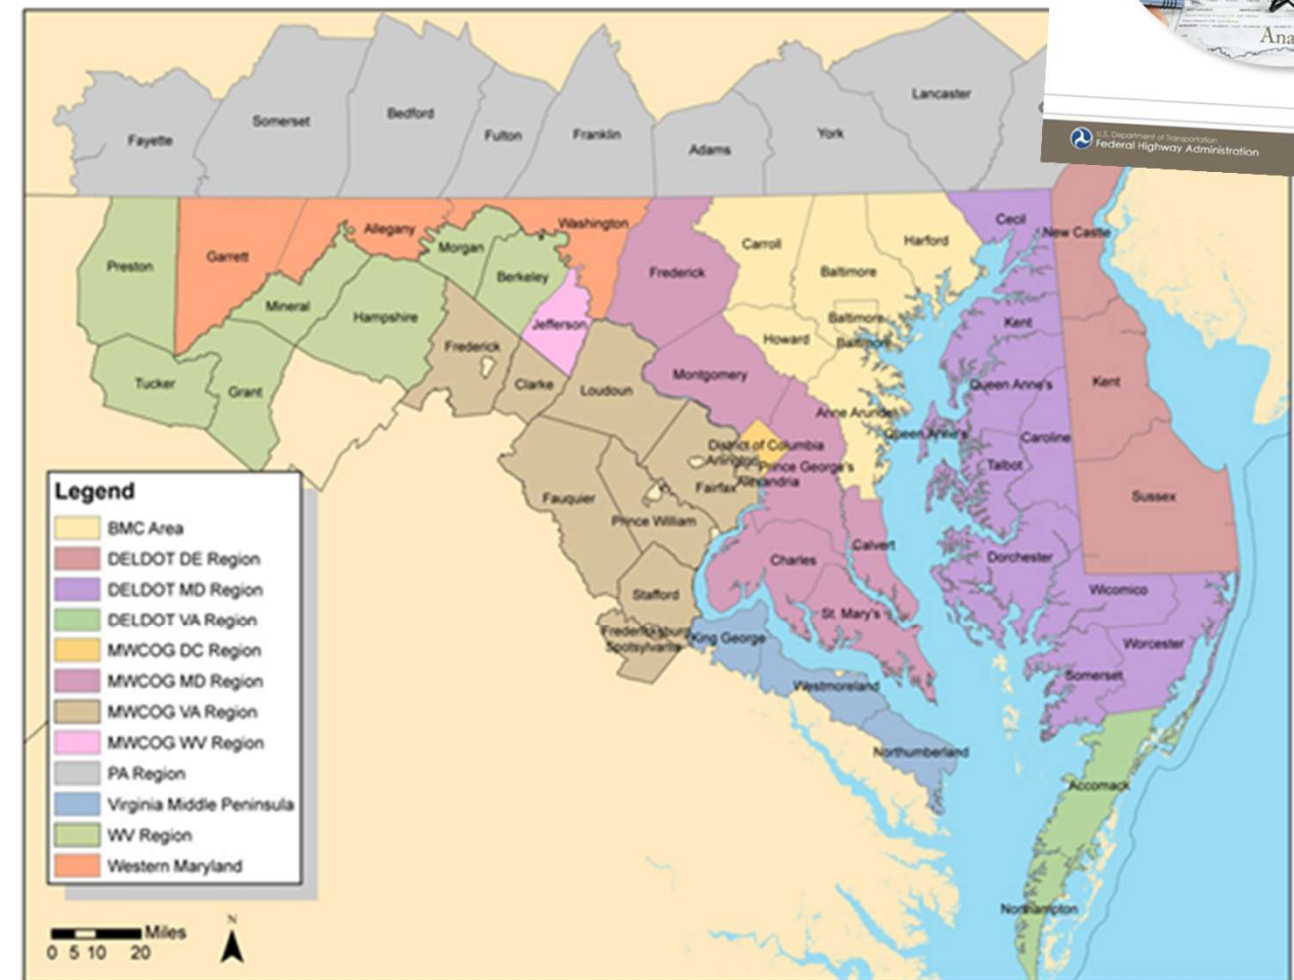 Ana
U.S. Department of Transportation
Federal Highway Administration
Lancaster
Bedford
Somerset
York
Fulton
Franklin
Fayette
Adams
Cecil
Washington
Allegany
New Castle
Carroll
Harford
Morgan
Garrett
Preston
Frederick
Baltimore
Berkeley
Mineral
Hampshire
Baltimore
Kent
Jefferson
Howard
Baltimore
Frederick
Montgomery
Tucker
Clarke
Queen Anne's
Kent
Grant
Loudoun
Anne Arundel
Queen Anne's
Caroline
District of Columbia
Arlington
Prince George's
Talbot
Alexandria
Fairfax
Fauquier
Sussex
Prince William
Calvert
Dorchester
Charles
Wicomico
Stafford
St. Mary's
Fredericksburg
King George
Spotsylvania
Worcester
Somerset
Westmoreland
Northumberland
Accomack
Northampton
Legend
BMC Area
DELDOT DE Region
DELDOT MD Region
DELDOT VA Region
MWCOG DC Region
MWCOG MD Region
MWCOG VA Region
MWCOG WV Region
PA Region
Virginia Middle Peninsula
WV Region
Western Maryland
N
Miles
0 5 10 20